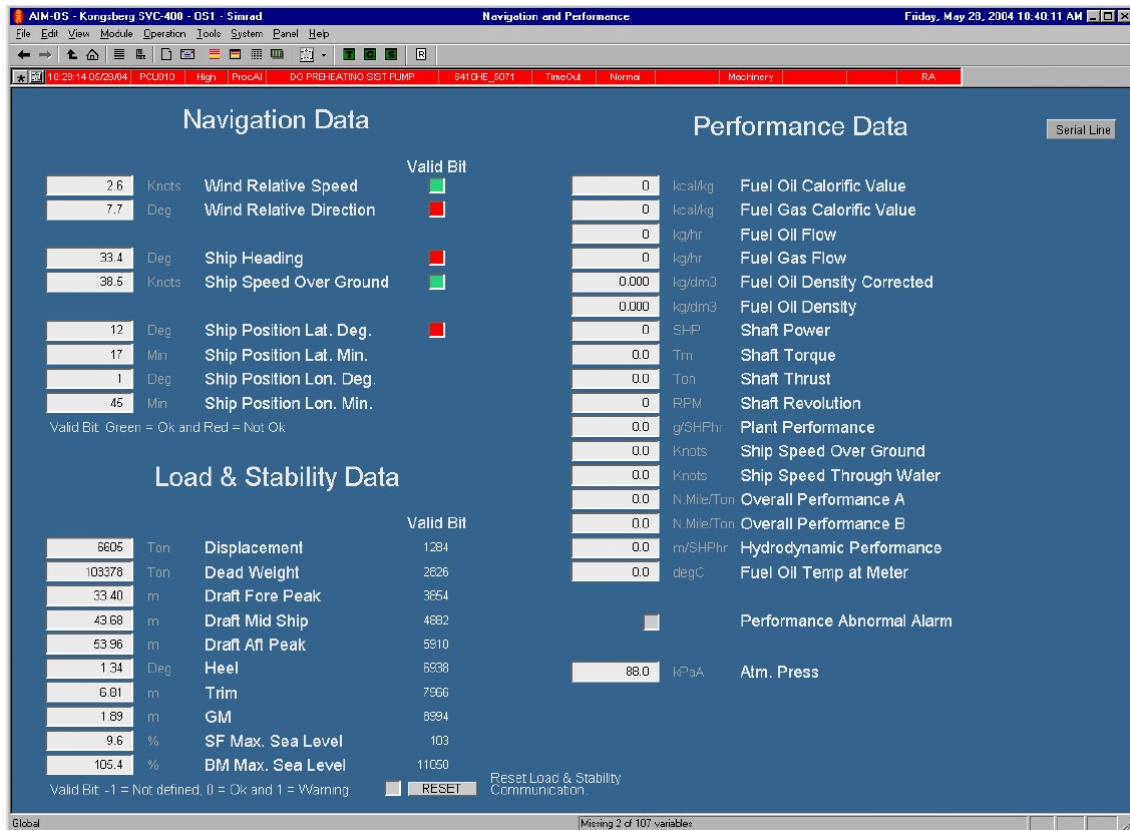 AIM-OS - Kongsberg SVC-400 - OS1 - Simrad Navigation and Performance Friday, May 28, 2004 10:40:11 AM
File Edit View Module Operation Tools System Panel Help
T G S R
10:29:14 05/28/04 PCU010 High ProcAl DG PREHEATING SIST PUMP 6410HE_5071 TimeOut Normal Machinery RA
Navigation Data
Valid Bit
2.6 Knots Wind Relative Speed
7.7 Deg Wind Relative Direction
33.4 Deg Ship Heading
38.5 Knots Ship Speed Over Ground
12 Deg Ship Position Lat. Deg.
17 Min Ship Position Lat. Min.
1 Deg Ship Position Lon. Deg.
45 Min Ship Position Lon. Min.
Valid Bit: Green = Ok and Red = Not Ok
Load & Stability Data
Valid Bit
6605 Ton Displacement 1284
103378 Ton Dead Weight 2826
33.40 m Draft Fore Peak 3854
43.68 m Draft Mid Ship 4882
53.96 m Draft Aft Peak 5910
1.34 Deg Heel 6938
6.81 m Trim 7966
1.89 m GM 8994
9.6 % SF Max. Sea Level 103
105.4 % BM Max. Sea Level 11050
Valid Bit: -1 = Not defined, 0 = Ok and 1 = Warning
RESET
Reset Load & Stability
Communication.
Performance Data
Serial Line
0 kcal/kg Fuel Oil Calorific Value
0 kcal/kg Fuel Gas Calorific Value
0 kg/hr Fuel Oil Flow
0 kg/hr Fuel Gas Flow
0.000 kg/dm3 Fuel Oil Density Corrected
0.000 kg/dm3 Fuel Oil Density
0 SHP Shaft Power
0.0 Tm Shaft Torque
0.0 Ton Shaft Thrust
0 RPM Shaft Revolution
0.0 g/SHPhr Plant Performance
0.0 Knots Ship Speed Over Ground
0.0 Knots Ship Speed Through Water
0.0 N.Mile/Ton Overall Performance A
0.0 N.Mile/Ton Overall Performance B
0.0 m/SHPhr Hydrodynamic Performance
0.0 degC Fuel Oil Temp at Meter
Performance Abnormal Alarm
88.0 kPaA Atm. Press
Global Missing 2 of 107 variables